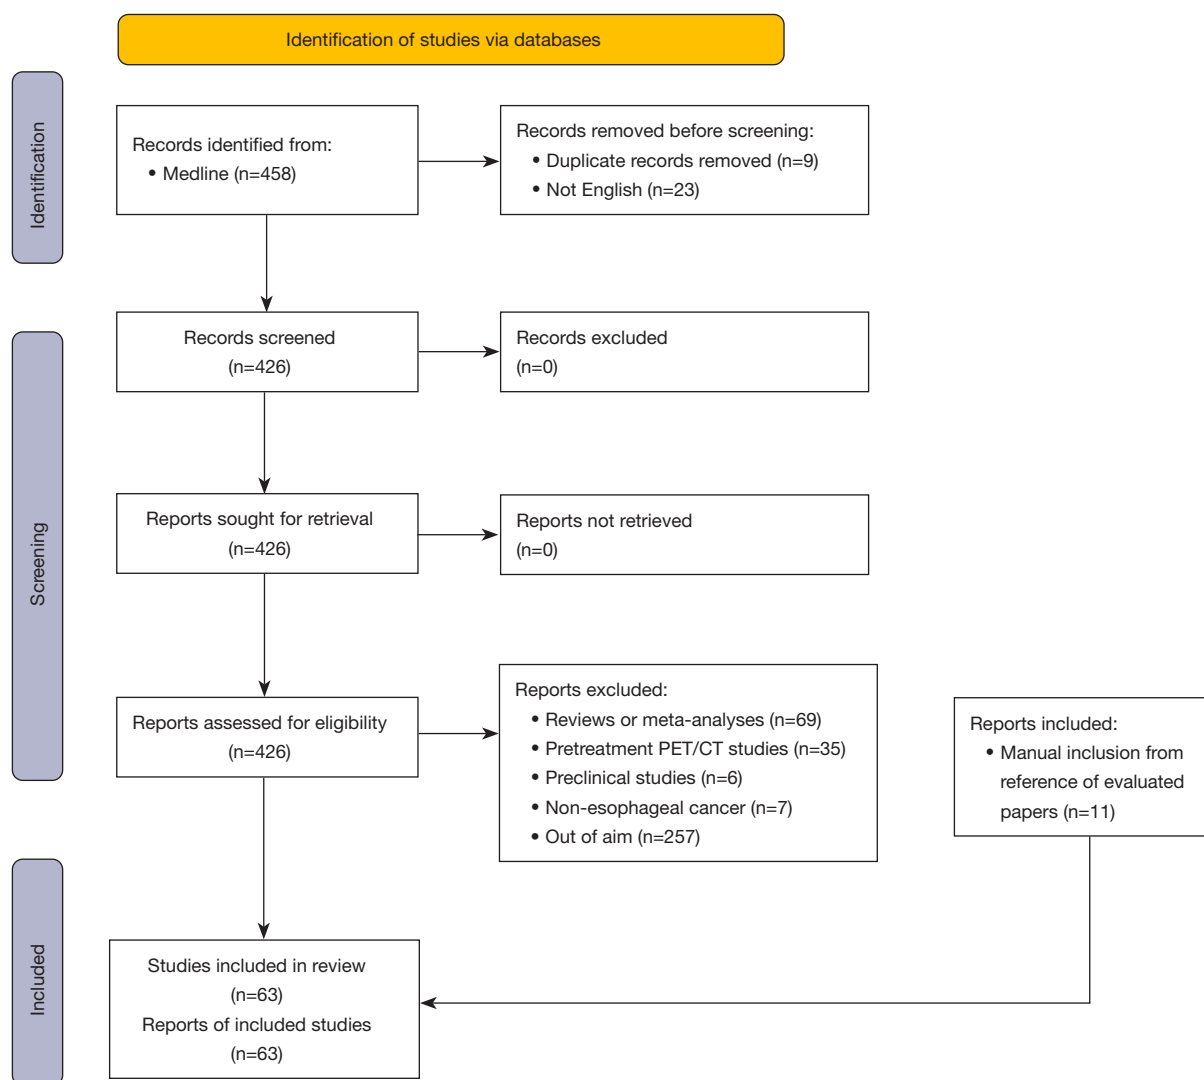 Identification of studies via databases
Identification
Records identified from:
• Medline (n=458)
Records removed before screening:
• Duplicate records removed (n=9)
• Not English (n=23)
Screening
Records screened
(n=426)
Records excluded
(n=0)
Reports sought for retrieval
(n=426)
Reports not retrieved
(n=0)
Reports assessed for eligibility
(n=426)
Reports excluded:
• Reviews or meta-analyses (n=69)
• Pretreatment PET/CT studies (n=35)
• Preclinical studies (n=6)
• Non-esophageal cancer (n=7)
• Out of aim (n=257)
Reports included:
• Manual inclusion from
reference of evaluated
papers (n=11)
Included
Studies included in review
(n=63)
Reports of included studies
(n=63)